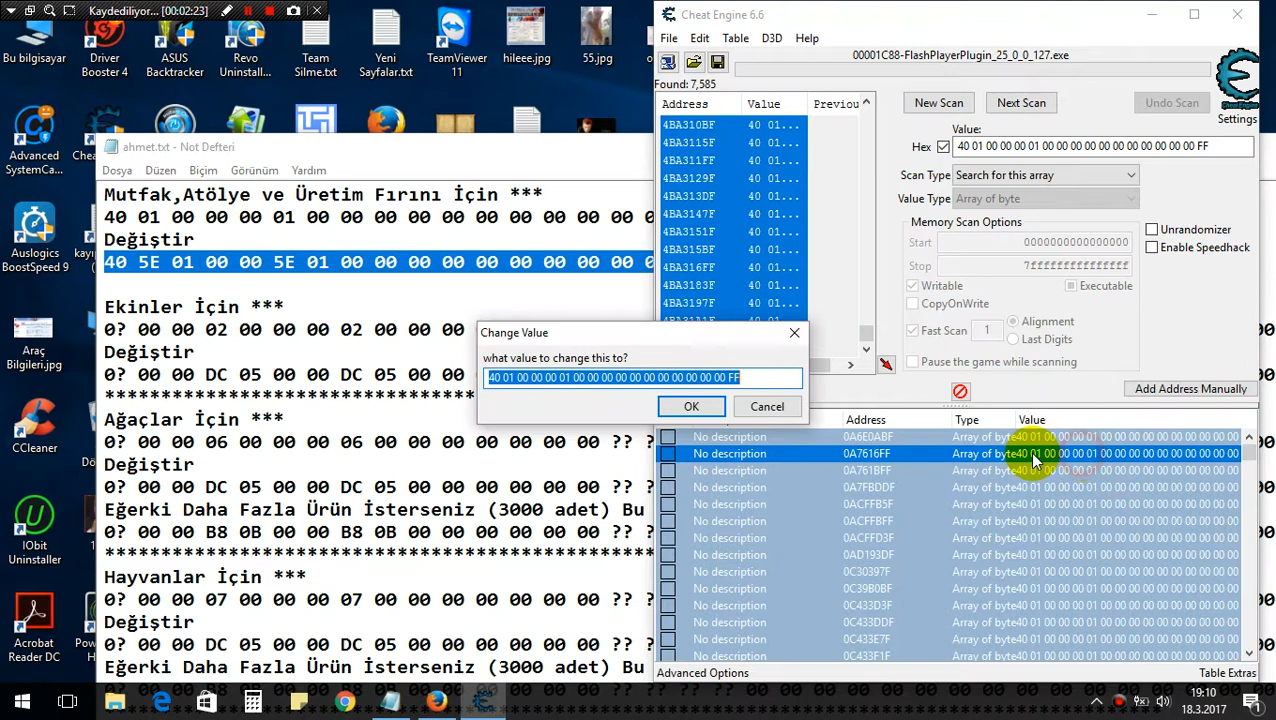 Kaydediliyor... 00:02:23
Bu bilgisayar
Driver Booster 4
ASUS Backtracker
Revo Uninstall...
Team Silme.txt
Yeni Sayfalar.txt
TeamViewer 11
hileee.jpg
55.jpg
Advanced SystemCa...
Auslogics BoostSpeed 9
Araç Bilgileri.jpg
CCleaner
IObit Uninstaller
Acrobat Reader DC
ahmet.txt - Not Defteri
Dosya Düzen Biçim Görünüm Yardım
Mutfak,Atölye ve Üretim Fırını İçin ***
40 01 00 00 00 01 00 00 00 00 00 00 00 0
Değiştir
40 5E 01 00 00 5E 01 00 00 00 00 00 00 0
Ekinler İçin ***
0? 00 00 02 00 00 00 02 00 00 00
Değiştir
Ağaçlar İçin ***
0? 00 00 06 00 00 00 06 00 00 00 00 00 00 ?? ??
Değiştir
0? 00 00 DC 05 00 00 DC 05 00 00 00 00 00 ?? ??
Eğerki Daha Fazla Ürün İsterseniz (3000 adet) Bu
0? 00 00 B8 0B 00 00 B8 0B 00 00 00 00 00 ?? ??
Hayvanlar İçin ***
0? 00 00 07 00 00 00 07 00 00 00 00 00 00 ?? ??
Değiştir
0? 00 00 DC 05 00 00 DC 05 00 00 00 00 00 ?? ??
Eğerki Daha Fazla Ürün İsterseniz (3000 adet) Bu
Cheat Engine 6.6
File Edit Table D3D Help
00001C88-FlashPlayerPlugin_25_0_0_127.exe
Found: 7,585
Address Value Previou
4BA310BF 40 01...
4BA3115F 40 01...
4BA311FF 40 01...
4BA3129F 40 01...
4BA313DF 40 01...
4BA3147F 40 01...
4BA3151F 40 01...
4BA315BF 40 01...
4BA316FF 40 01...
4BA3183F 40 01...
4BA3197F 40 01...
4BA31A1F 40 01...
New Scan Next Scan Undo Scan
Settings
Value:
Hex 40 01 00 00 00 01 00 00 00 00 00 00 00 00 00 00 00 FF
Scan Type Search for this array
Value Type Array of byte
Memory Scan Options
Start 0000000000000000
Stop 7fffffffffffffff
Writable Executable
CopyOnWrite
Fast Scan 1 Alignment
Last Digits
Pause the game while scanning
Unrandomizer
Enable Speedhack
Add Address Manually
Change Value
what value to change this to?
40 01 00 00 00 01 00 00 00 00 00 00 00 00 00 00 00 FF
OK Cancel
Address Type Value
No description 0A6E0ABF Array of byte 40 01 00 00 00 01 00 00 00 00 00 00 00 00 00 00
No description 0A7616FF Array of byte 40 01 00 00 00 01 00 00 00 00 00 00 00 00 00 00
No description 0A761BFF Array of byte 40 01 00 00 00 01 00 00 00 00 00 00 00 00 00 00
No description 0A7FBDDF Array of byte 40 01 00 00 00 01 00 00 00 00 00 00 00 00 00 00
No description 0ACFFB5F Array of byte 40 01 00 00 00 01 00 00 00 00 00 00 00 00 00 00
No description 0ACFFBFF Array of byte 40 01 00 00 00 01 00 00 00 00 00 00 00 00 00 00
No description 0ACFFD3F Array of byte 40 01 00 00 00 01 00 00 00 00 00 00 00 00 00 00
No description 0AD193DF Array of byte 40 01 00 00 00 01 00 00 00 00 00 00 00 00 00 00
No description 0C30397F Array of byte 40 01 00 00 00 01 00 00 00 00 00 00 00 00 00 00
No description 0C39B0BF Array of byte 40 01 00 00 00 01 00 00 00 00 00 00 00 00 00 00
No description 0C433D3F Array of byte 40 01 00 00 00 01 00 00 00 00 00 00 00 00 00 00
No description 0C433DDF Array of byte 40 01 00 00 00 01 00 00 00 00 00 00 00 00 00 00
No description 0C433E7F Array of byte 40 01 00 00 00 01 00 00 00 00 00 00 00 00 00 00
No description 0C433F1F Array of byte 40 01 00 00 00 01 00 00 00 00 00 00 00 00 00 00
Advanced Options Table Extras
19:10
18.3.2017